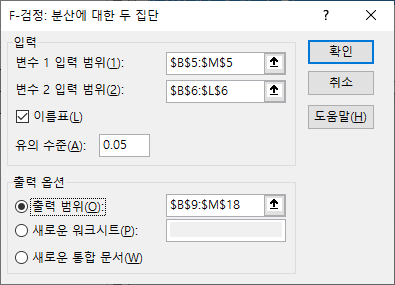 F-검정: 분산에 대한 두 집단 ? ×
입력
변수 1 입력 범위(1): $B$5:$M$5
변수 2 입력 범위(2): $B$6:$L$6
이름표(L)
유의 수준(A): 0.05
확인
취소
도움말(H)
출력 옵션
출력 범위(O): $B$9:$M$18
새로운 워크시트(P):
새로운 통합 문서(W)